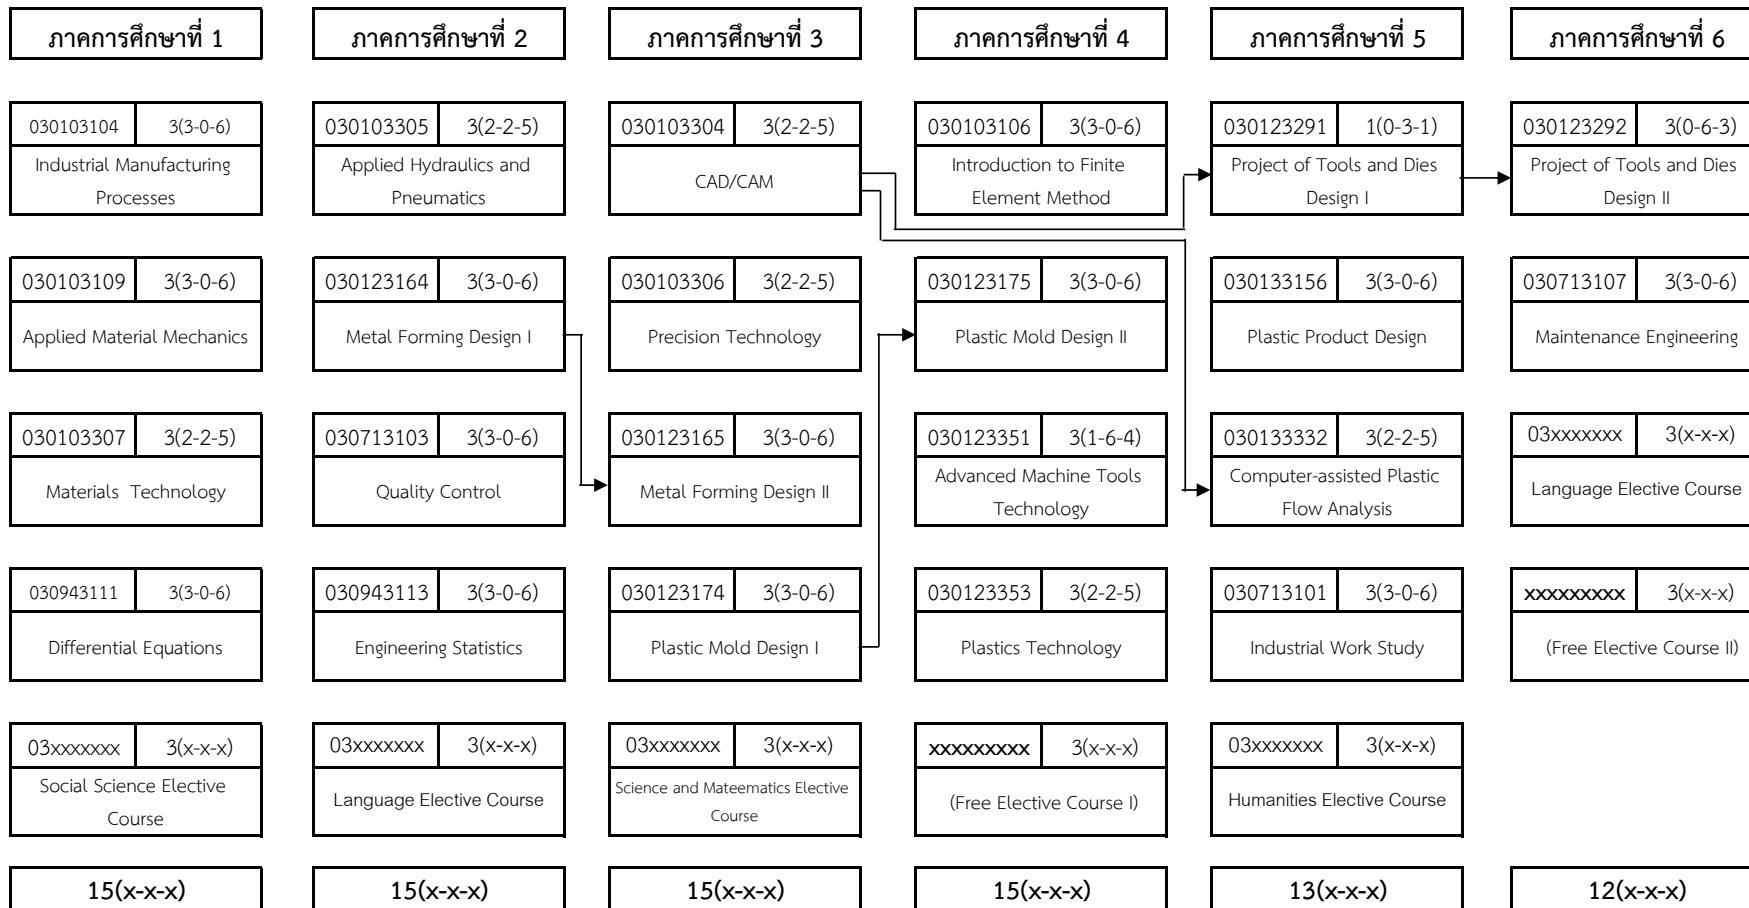 ภาคการศึกษาที่ 1 ภาคการศึกษาที่ 2 ภาคการศึกษาที่ 3 ภาคการศึกษาที่ 4 ภาคการศึกษาที่ 5 ภาคการศึกษาที่ 6
030103104 3(3-0-6) 030103305 3(2-2-5) 030103304 3(2-2-5) 030103106 3(3-0-6) 030123291 1(0-3-1) 030123292 3(0-6-3)
Industrial Manufacturing Applied Hydraulics and CAD/CAM Introduction to Finite Project of Tools and Dies Project of Tools and Dies
Processes Pneumatics Element Method Design I Design II
030103109 3(3-0-6) 030123164 3(3-0-6) 030103306 3(2-2-5) 030123175 3(3-0-6) 030133156 3(3-0-6) 030713107 3(3-0-6)
Applied Material Mechanics Metal Forming Design I Precision Technology Plastic Mold Design II Plastic Product Design Maintenance Engineering
030103307 3(2-2-5) 030713103 3(3-0-6) 030123165 3(3-0-6) 030123351 3(1-6-4) 030133332 3(2-2-5) 03xxxxxxx 3(x-x-x)
Materials Technology Quality Control Metal Forming Design II Advanced Machine Tools Computer-assisted Plastic Language Elective Course
Technology Flow Analysis
030943111 3(3-0-6) 030943113 3(3-0-6) 030123174 3(3-0-6) 030123353 3(2-2-5) 030713101 3(3-0-6) xxxxxxxxx 3(x-x-x)
Differential Equations Engineering Statistics Plastic Mold Design I Plastics Technology Industrial Work Study (Free Elective Course II)
03xxxxxxx 3(x-x-x) 03xxxxxxx 3(x-x-x) 03xxxxxxx 3(x-x-x) xxxxxxxxx 3(x-x-x) 03xxxxxxx 3(x-x-x)
Social Science Elective Language Elective Course Science and Mateematics Elective (Free Elective Course I) Humanities Elective Course
Course Course
15(x-x-x) 15(x-x-x) 15(x-x-x) 15(x-x-x) 13(x-x-x) 12(x-x-x)